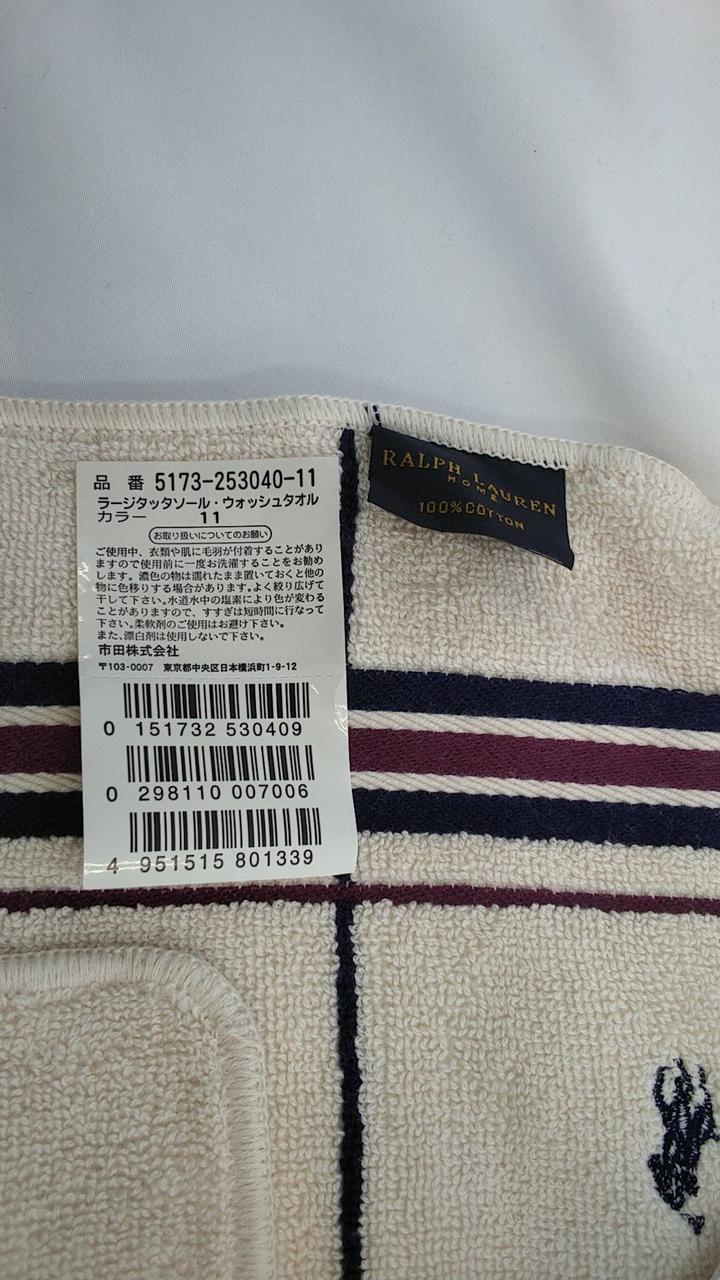 品 番 5173-253040-11
ラージタッタソール・ウォッシュタオル
カラー 11
お取り扱いについてのお願い
ご使用中、衣類や肌に毛羽が付着することがあり
ますので使用前に一度お洗濯することをお勧め
します。濃色の物は濡れたまま置いておくと他の
物に色移りする場合があります。よく絞り広げて
干して下さい。水道水中の塩素により色が変わる
ことがありますので、すすぎは短時間に行なって
下さい。柔軟剤のご使用はお避け下さい。
また、漂白剤は使用しないで下さい。
市田株式会社
〒103-0007 東京都中央区日本橋浜町1-9-12
0 151732 530409
0 298110 007006
4 951515 801339
RALPH LAUREN
HOME
100%COTTON